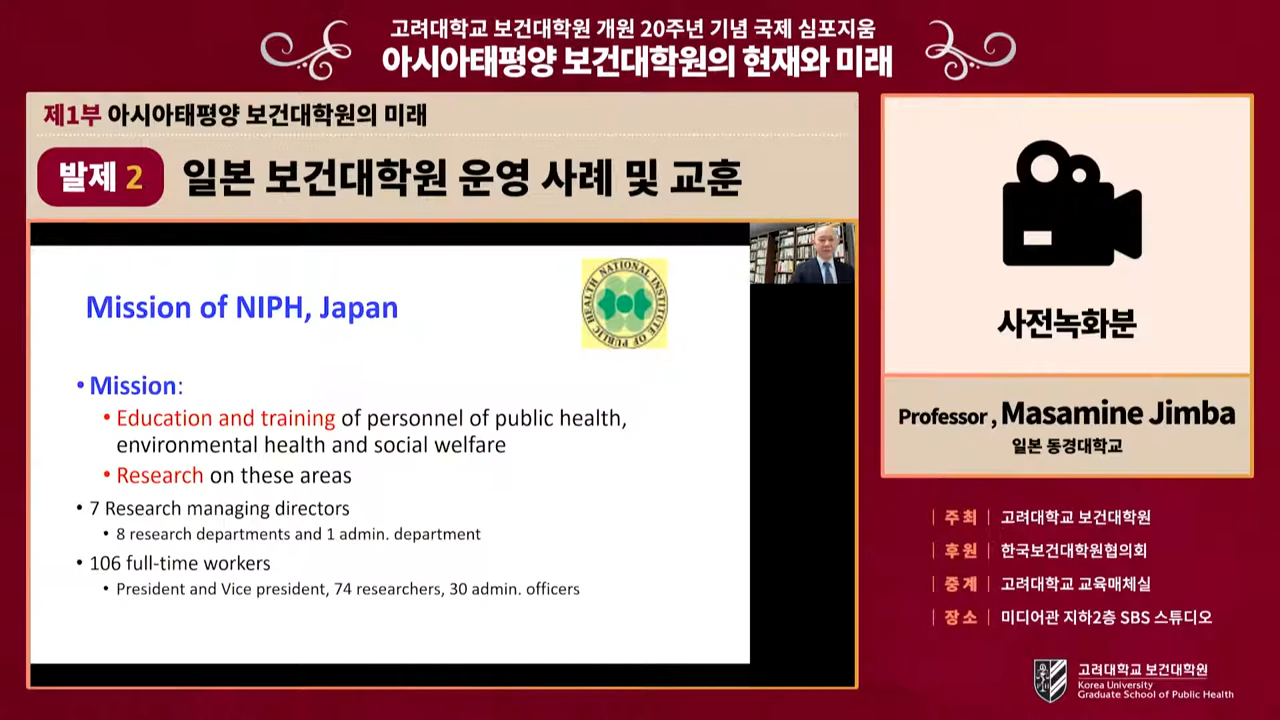 고려대학교 보건대학원 개원 20주년 기념 국제 심포지움
아시아태평양 보건대학원의 현재와 미래
제1부 아시아태평양 보건대학원의 미래
발제 2 일본 보건대학원 운영 사례 및 교훈
Mission of NIPH, Japan
NATIONAL INSTITUTE OF PUBLIC HEALTH
• Mission:
• Education and training of personnel of public health,
environmental health and social welfare
• Research on these areas
• 7 Research managing directors
• 8 research departments and 1 admin. department
• 106 full-time workers
• President and Vice president, 74 researchers, 30 admin. officers
사전녹화분
Professor , Masamine Jimba
일본 동경대학교
| 주 최 | 고려대학교 보건대학원
| 후 원 | 한국보건대학원협의회
| 중 계 | 고려대학교 교육매체실
| 장 소 | 미디어관 지하2층 SBS 스튜디오
고려대학교 보건대학원
Korea University
Graduate School of Public Health